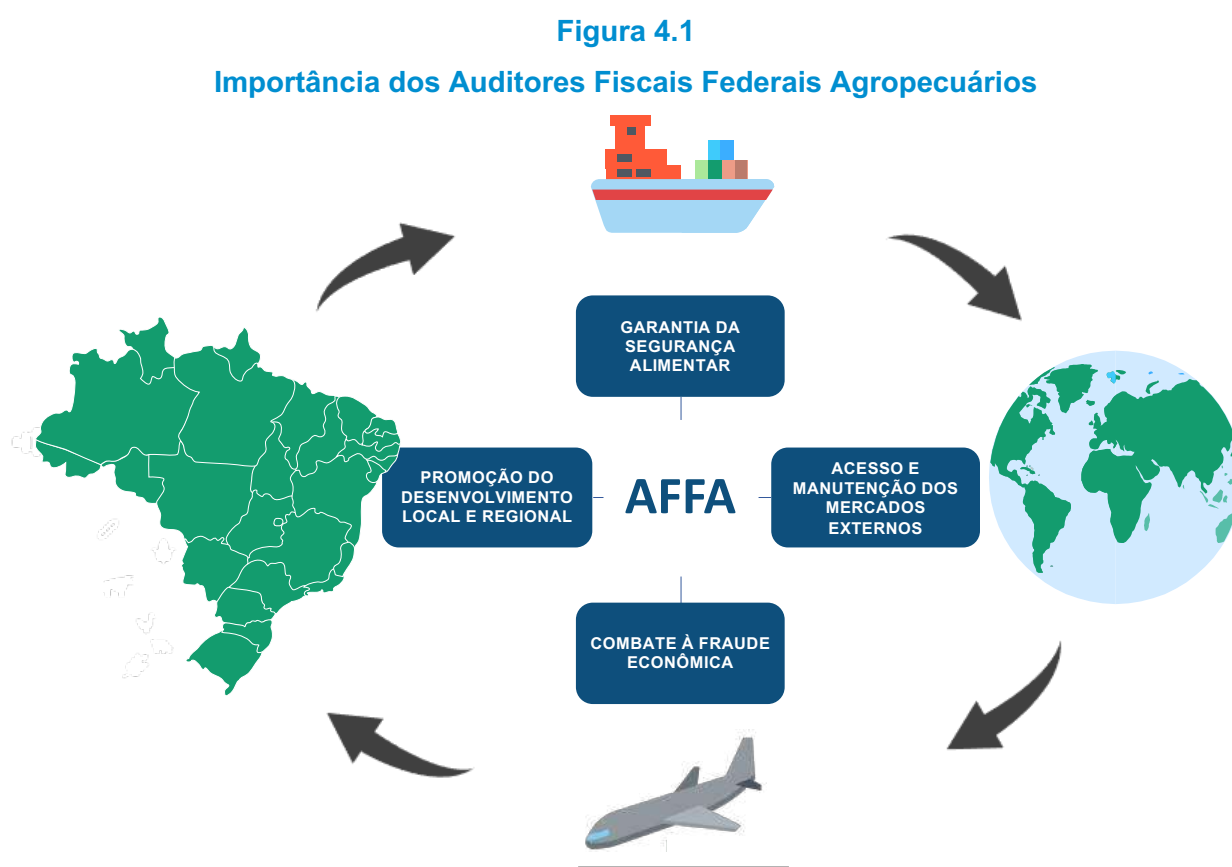 Figura 4.1
Importância dos Auditores Fiscais Federais Agropecuários
GARANTIA DA
SEGURANÇA
ALIMENTAR
PROMOÇÃO DO
DESENVOLVIMENTO
LOCAL E REGIONAL
AFFA
ACESSO E
MANUTENÇÃO DOS
MERCADOS
EXTERNOS
COMBATE À FRAUDE
ECONÔMICA